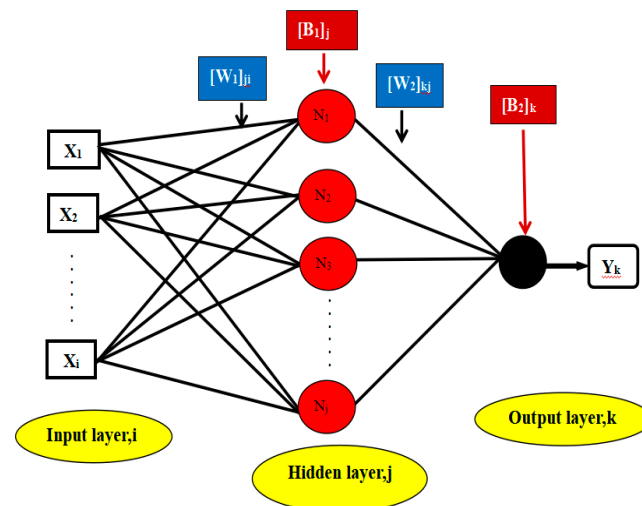 [B₁]j
[W₁]ji
[W₂]kj
[B₂]k
N₁
X₁
N₂
X₂
N₃
Yk
Xi
Nj
Input layer,i
Output layer,k
Hidden layer,j